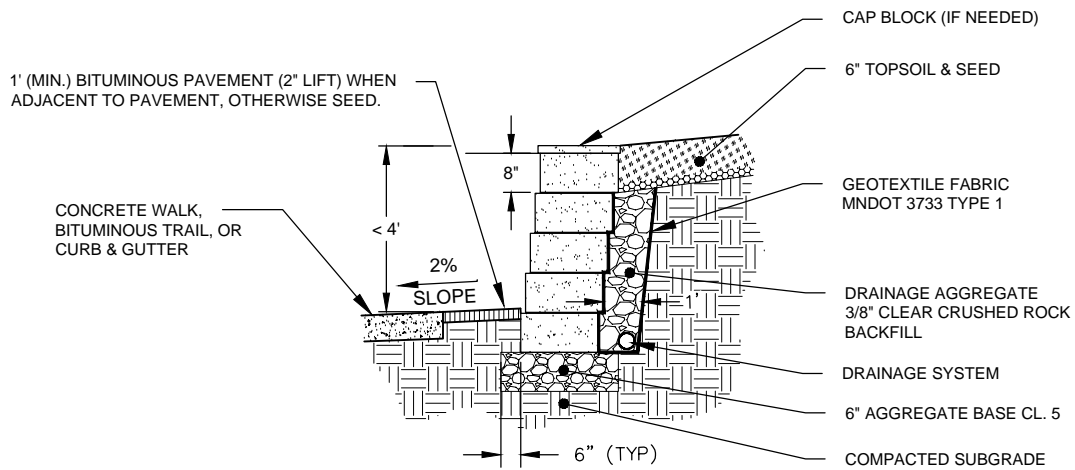 CAP BLOCK (IF NEEDED)
1' (MIN.) BITUMINOUS PAVEMENT (2" LIFT) WHEN
ADJACENT TO PAVEMENT, OTHERWISE SEED.
6" TOPSOIL & SEED
8"
GEOTEXTILE FABRIC
MNDOT 3733 TYPE 1
CONCRETE WALK,
BITUMINOUS TRAIL, OR
CURB & GUTTER
< 4'
2%
SLOPE
1'
DRAINAGE AGGREGATE
3/8" CLEAR CRUSHED ROCK
BACKFILL
DRAINAGE SYSTEM
6" AGGREGATE BASE CL. 5
6" (TYP)
COMPACTED SUBGRADE